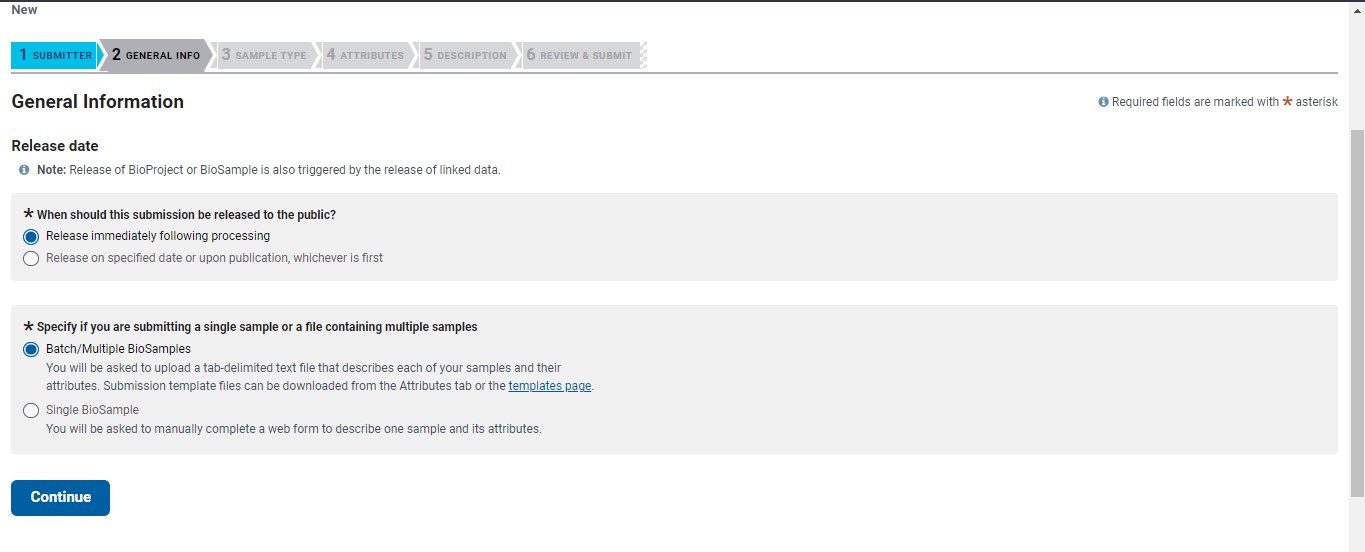 New
1 SUBMITTER 2 GENERAL INFO 3 SAMPLE TYPE 4 ATTRIBUTES 5 DESCRIPTION 6 REVIEW & SUBMIT
General Information
Required fields are marked with * asterisk
Release date
Note: Release of BioProject or BioSample is also triggered by the release of linked data.
* When should this submission be released to the public?
Release immediately following processing
Release on specified date or upon publication, whichever is first
* Specify if you are submitting a single sample or a file containing multiple samples
Batch/Multiple BioSamples
You will be asked to upload a tab-delimited text file that describes each of your samples and their
attributes. Submission template files can be downloaded from the Attributes tab or the templates page.
Single BioSample
You will be asked to manually complete a web form to describe one sample and its attributes.
Continue